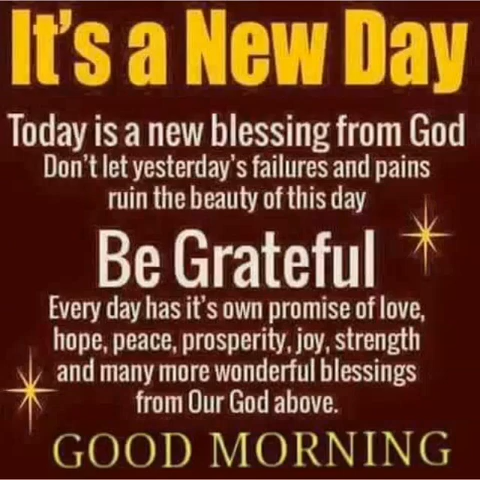 It's a New Day
Today is a new blessing from God
Don't let yesterday's failures and pains
ruin the beauty of this day
Be Grateful
Every day has it's own promise of love,
hope, peace, prosperity, joy, strength
and many more wonderful blessings
from Our God above.
GOOD MORNING